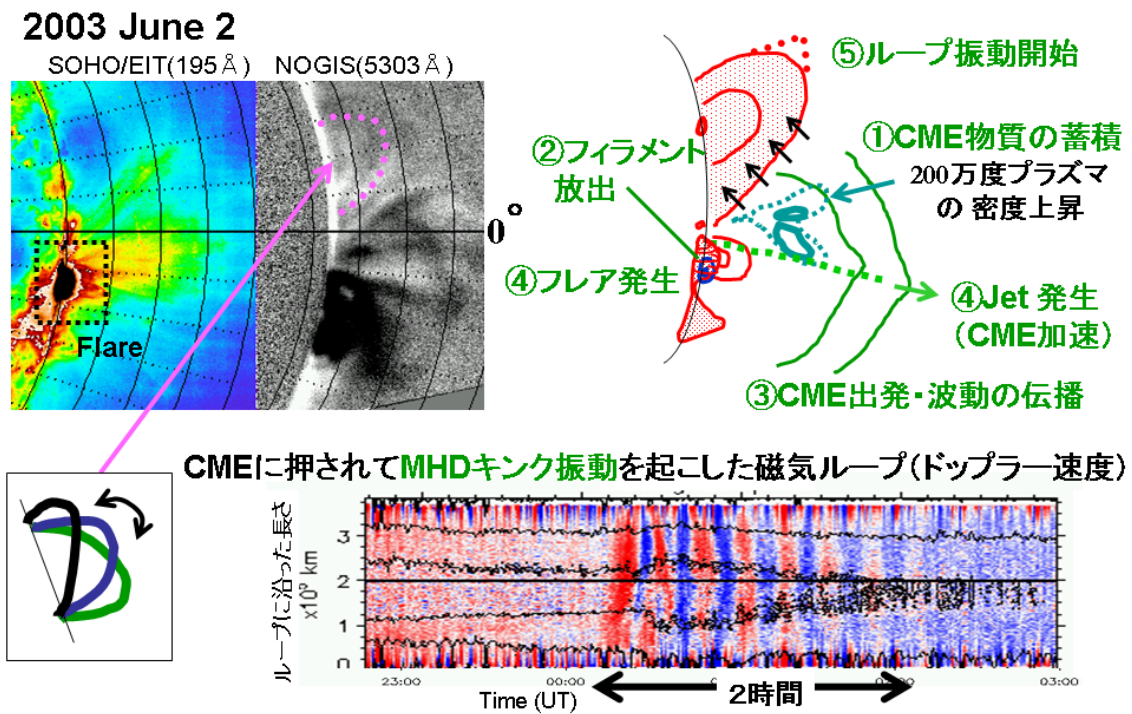 2003 June 2
SOHO/EIT(195Å)
NOGIS(5303Å)
Flare
0°
⑤ループ振動開始
①CME物質の蓄積
200万度プラズマ
の 密度上昇
②フィラメント
放出
④フレア発生
④Jet 発生
(CME加速)
③CME出発・波動の伝播
CMEに押されてMHDキンク振動を起こした磁気ループ(ドップラー速度)
ループに沿った長さ
3
2
1
0
23:00
00:00
03:00
Time (UT)
2時間